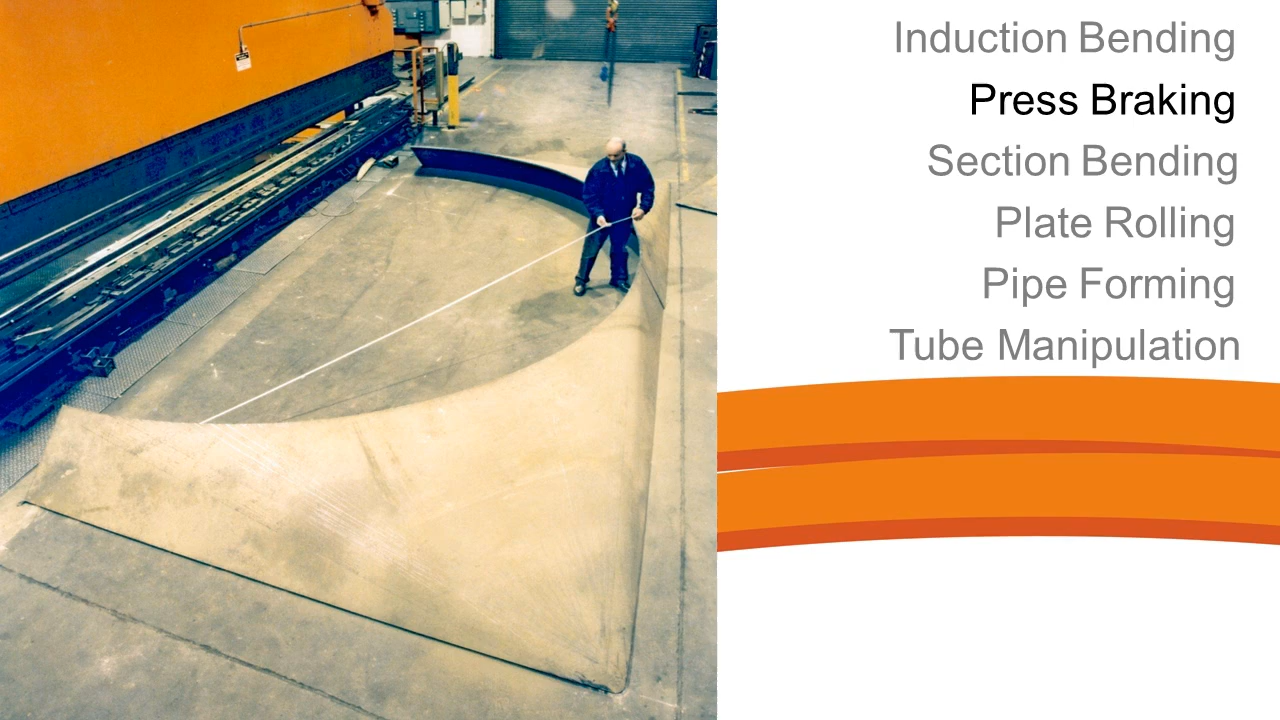 Induction Bending
Press Braking
Section Bending
Plate Rolling
Pipe Forming
Tube Manipulation